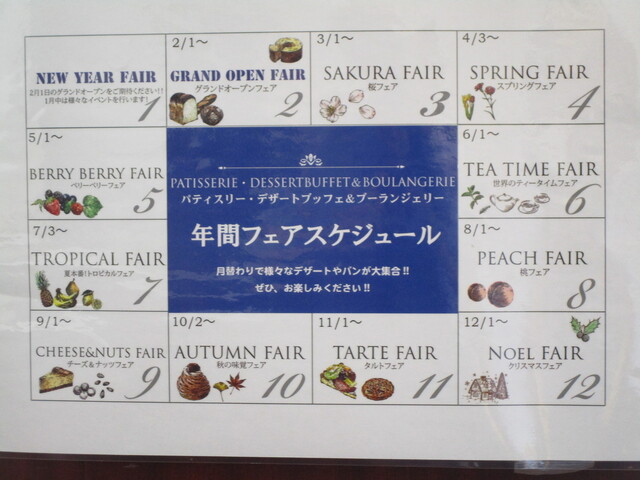 NEW YEAR FAIR
2月1日のグランドオープンをご期待ください!!
1月中は様々なイベントを行います!
1
2/1～
GRAND OPEN FAIR
グランドオープンフェア
2
3/1～
SAKURA FAIR
桜フェア
3
4/3～
SPRING FAIR
スプリングフェア
4
5/1～
BERRY BERRY FAIR
ベリーベリーフェア
5
PATISSERIE・DESSERTBUFFET&BOULANGERIE
パティスリー・デザートブッフェ&ブーランジェリー
年間フェアスケジュール
月替わりで様々なデザートやパンが大集合!!
ぜひ、お楽しみください!!
6/1～
TEA TIME FAIR
世界のティータイムフェア
6
7/3～
TROPICAL FAIR
夏本番!トロピカルフェア
7
8/1～
PEACH FAIR
桃フェア
8
9/1～
CHEESE&NUTS FAIR
チーズ&ナッツフェア
9
10/2～
AUTUMN FAIR
秋の味覚フェア
10
11/1～
TARTE FAIR
タルトフェア
11
12/1～
NOEL FAIR
クリスマスフェア
12